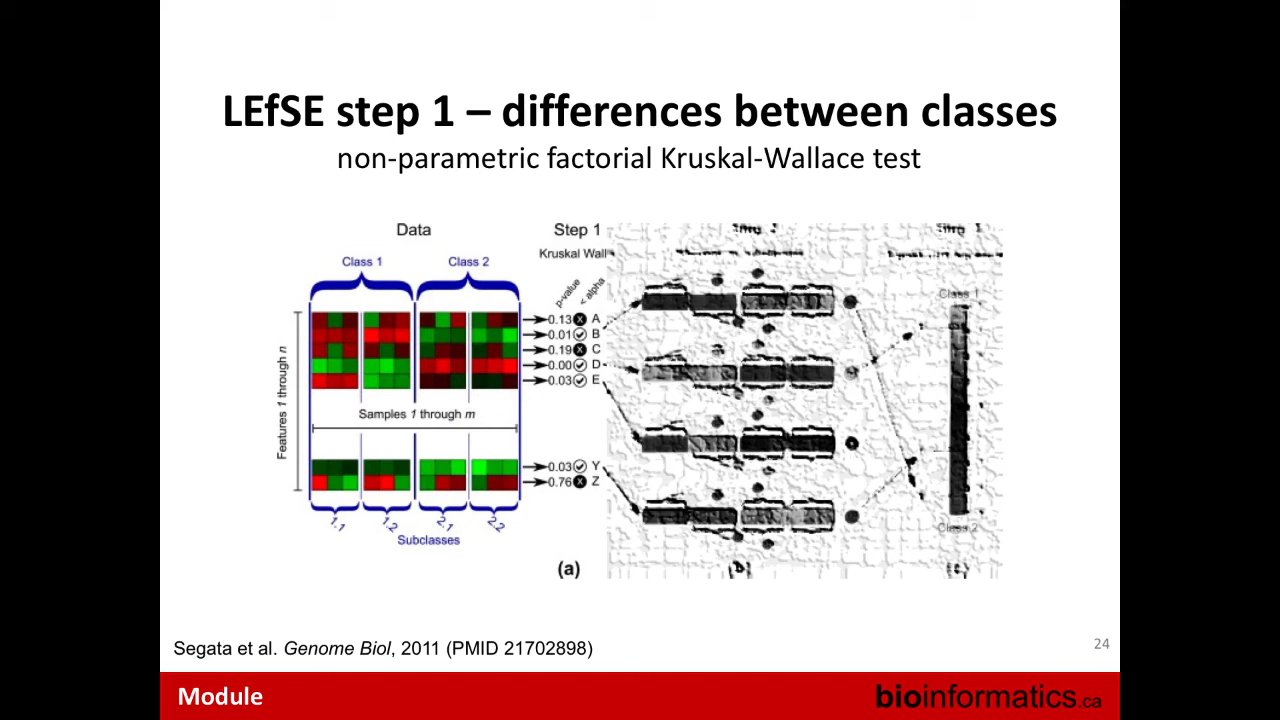 LEfSE step 1 – differences between classes
non-parametric factorial Kruskal-Wallace test
Data
Step 1
Kruskal Wall
Class 1
Class 2
p-value
< alpha
0.13 A
0.01 B
0.19 C
0.00 D
0.03 E
Features 1 through n
Samples 1 through m
0.03 Y
0.76 Z
1.1
1.2
2.1
2.2
Subclasses
(a)
Class 1
Class 2
Segata et al. Genome Biol, 2011 (PMID 21702898)
24
Module
bioinformatics.ca